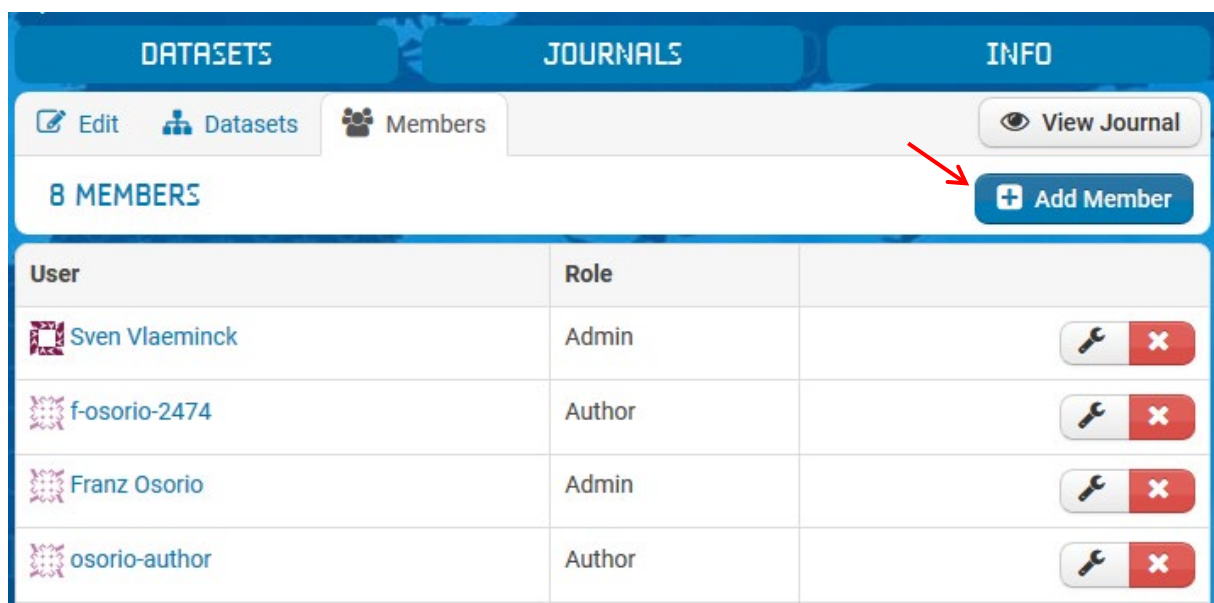 DATASETS JOURNALS INFO
Edit Datasets Members View Journal
8 MEMBERS Add Member
User Role
Sven Vlaeminck Admin
f-osorio-2474 Author
Franz Osorio Admin
osorio-author Author